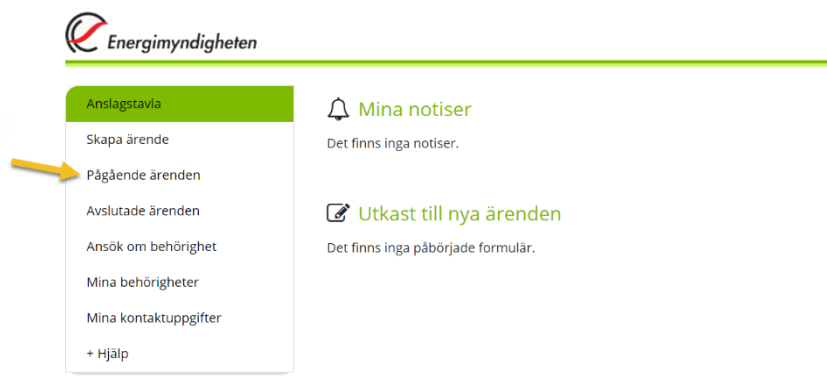 Energimyndigheten
Anslagstavla
Skapa ärende
Pågående ärenden
Avslutade ärenden
Ansök om behörighet
Mina behörigheter
Mina kontaktuppgifter
+ Hjälp
Mina notiser
Det finns inga notiser.
Utkast till nya ärenden
Det finns inga påbörjade formulär.